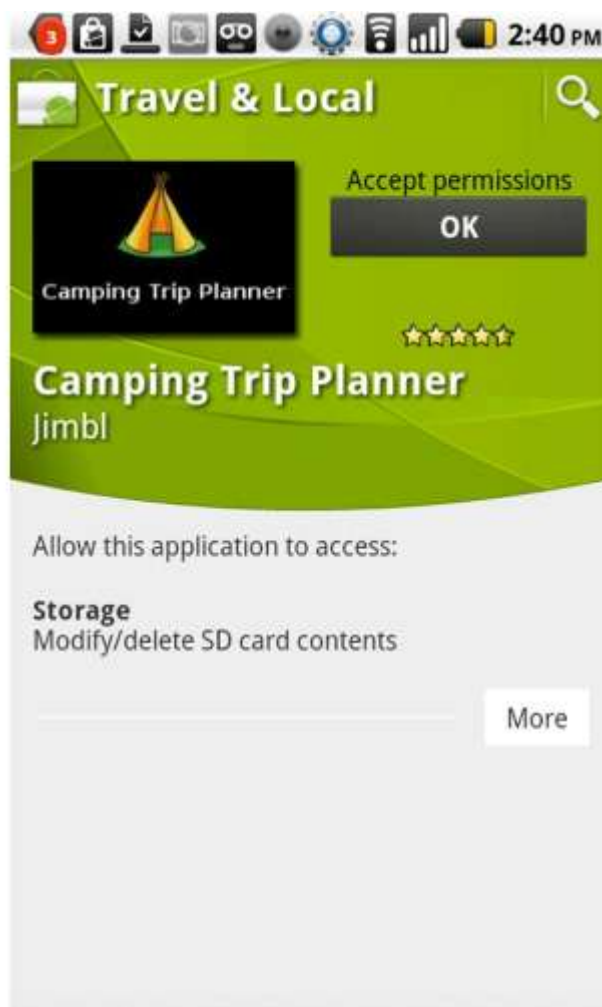 3
2:40 PM
Travel & Local
Accept permissions
OK
Camping Trip Planner
Camping Trip Planner
Jimbl
Allow this application to access:
Storage
Modify/delete SD card contents
More